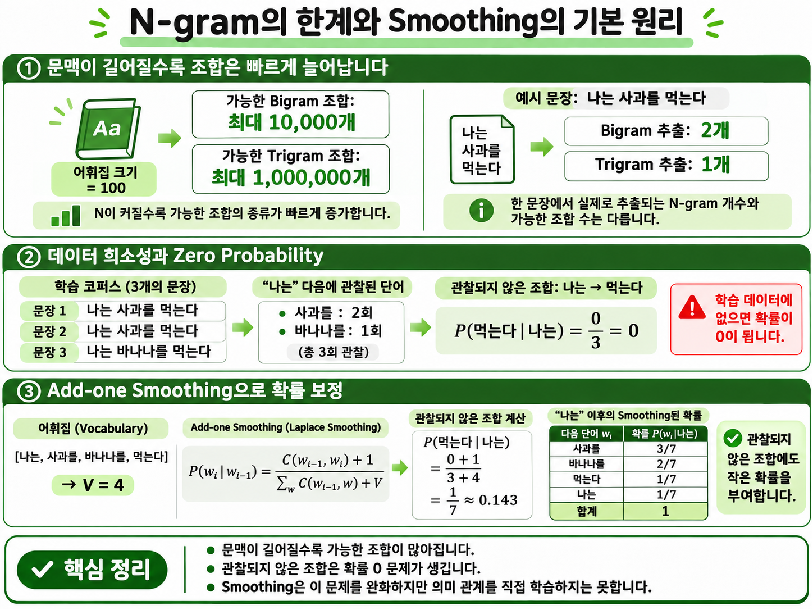 N-gram의 한계와 Smoothing의 기본 원리
① 문맥이 길어질수록 조합은 빠르게 늘어납니다
Aa
어휘집 크기
= 100
가능한 Bigram 조합:
최대 10,000개
가능한 Trigram 조합:
최대 1,000,000개
N이 커질수록 가능한 조합의 종류가 빠르게 증가합니다.
예시 문장: 나는 사과를 먹는다
나는
사과를
먹는다
Bigram 추출: 2개
Trigram 추출: 1개
한 문장에서 실제로 추출되는 N-gram 개수와
가능한 조합 수는 다릅니다.
② 데이터 희소성과 Zero Probability
학습 코퍼스 (3개의 문장)
문장 1 나는 사과를 먹는다
문장 2 나는 사과를 먹는다
문장 3 나는 바나나를 먹는다
“나는” 다음에 관찰된 단어
• 사과를 : 2회
• 바나나를 : 1회
(총 3회 관찰)
관찰되지 않은 조합: 나는 → 먹는다
P(먹는다 | 나는) = 0/3 = 0
학습 데이터에
없으면 확률이
0이 됩니다.
③ Add-one Smoothing으로 확률 보정
어휘집 (Vocabulary)
[나는, 사과를, 바나나를, 먹는다]
→ V = 4
Add-one Smoothing (Laplace Smoothing)
P(wᵢ | wᵢ₋₁) = C(wᵢ₋₁, wᵢ) + 1 / ∑_w C(wᵢ₋₁, w) + V
관찰되지 않은 조합 계산
P(먹는다 | 나는)
= 0 + 1 / 3 + 4
= 1/7 ≈ 0.143
“나는” 이후의 Smoothing된 확률
다음 단어 wᵢ 확률 P(wᵢ|나는)
사과를 3/7
바나나를 2/7
먹는다 1/7
나는 1/7
합계 1
관찰되지
않은 조합에도
작은 확률을
부여합니다.
핵심 정리
• 문맥이 길어질수록 가능한 조합이 많아집니다.
• 관찰되지 않은 조합은 확률 0 문제가 생깁니다.
• Smoothing은 이 문제를 완화하지만 의미 관계를 직접 학습하지는 못합니다.